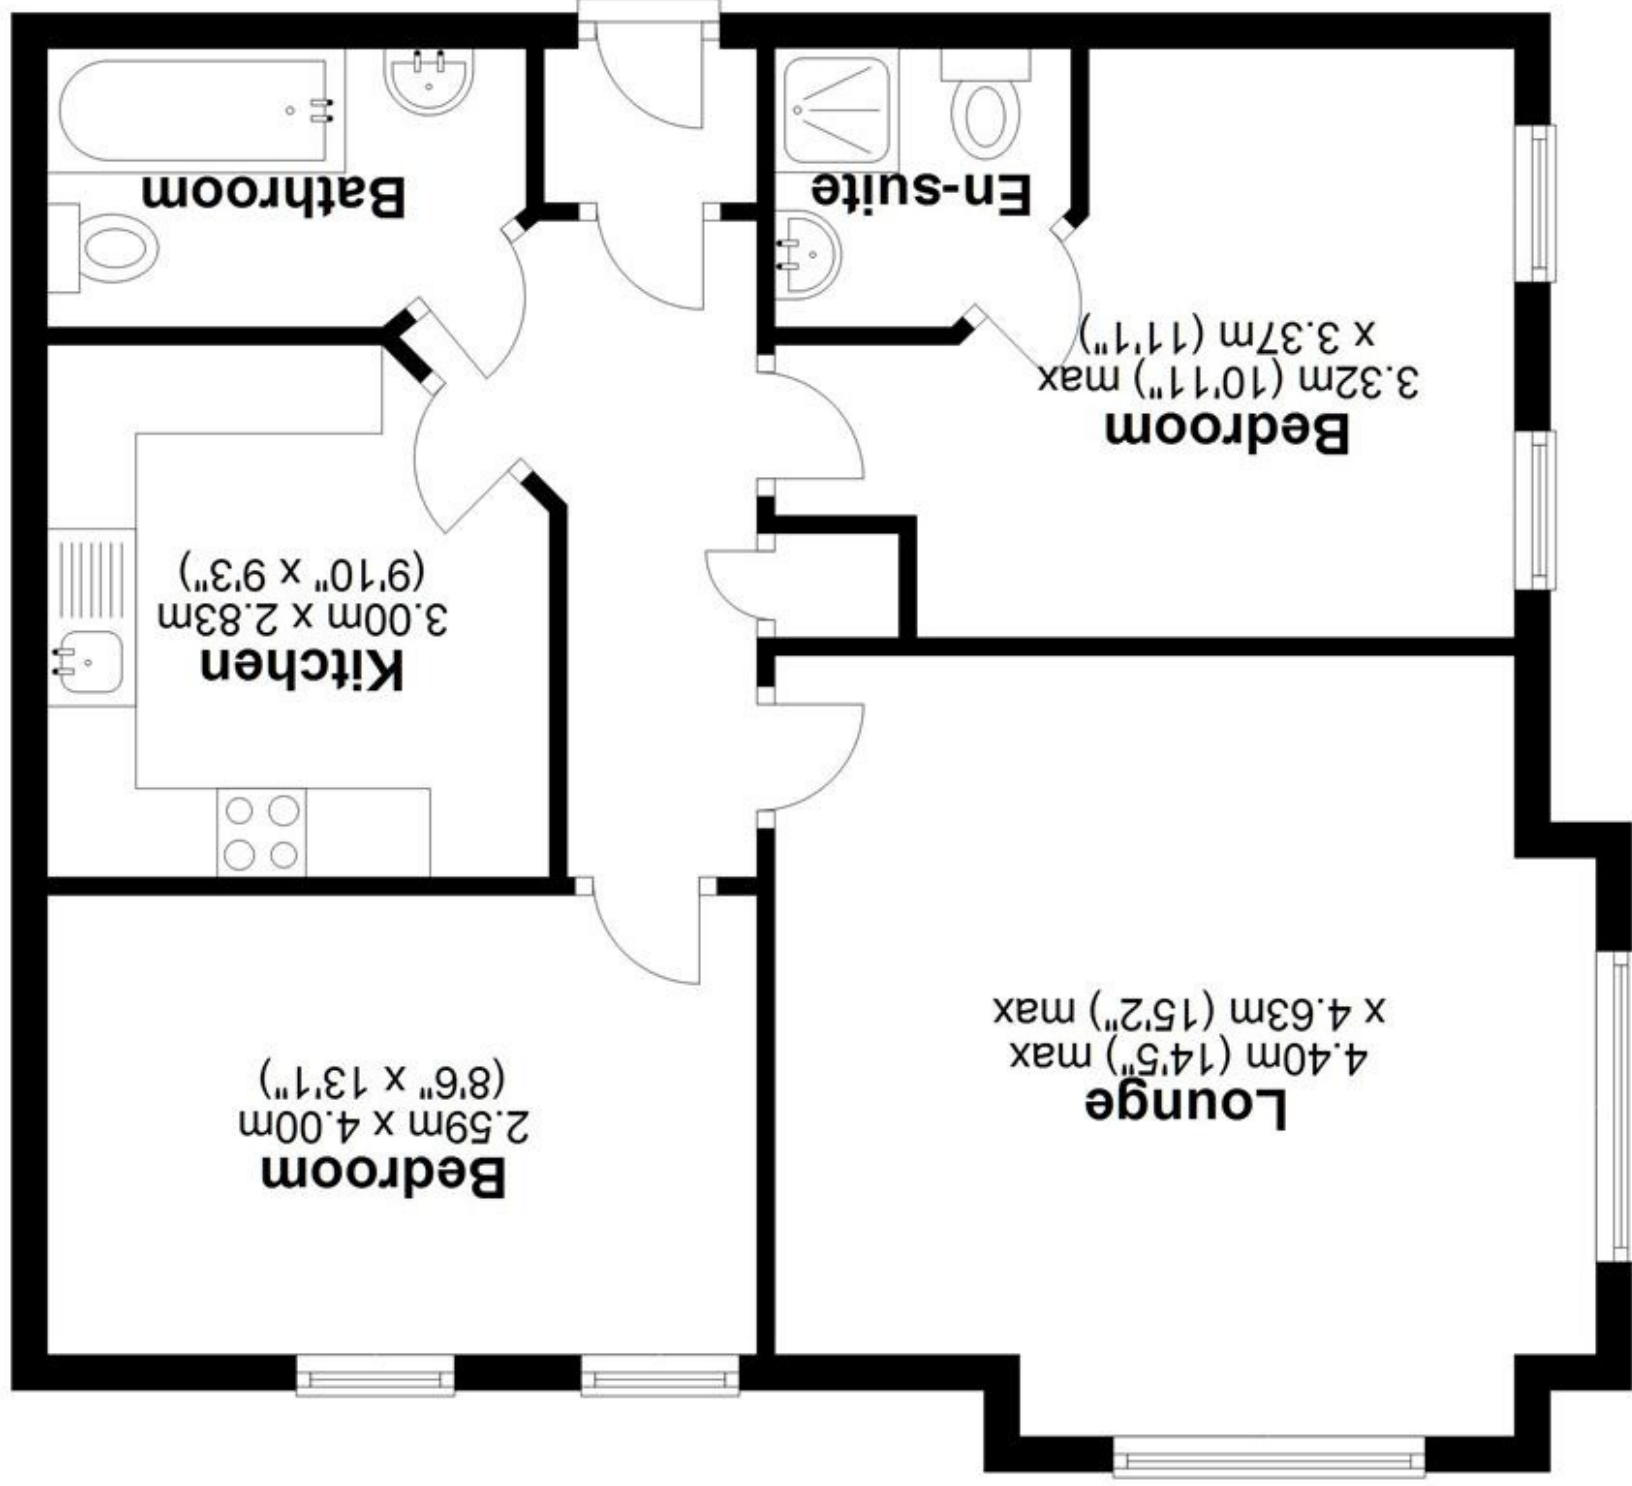 Lounge
4.40m (14'5") max
x 4.63m (15'2") max
Bedroom
2.59m x 4.00m
(8'6" x 13'1")
Kitchen
3.00m x 2.83m
(9'10" x 9'3")
Bedroom
3.32m (10'11") max
x 3.37m (11'1")
En-suite
Bathroom